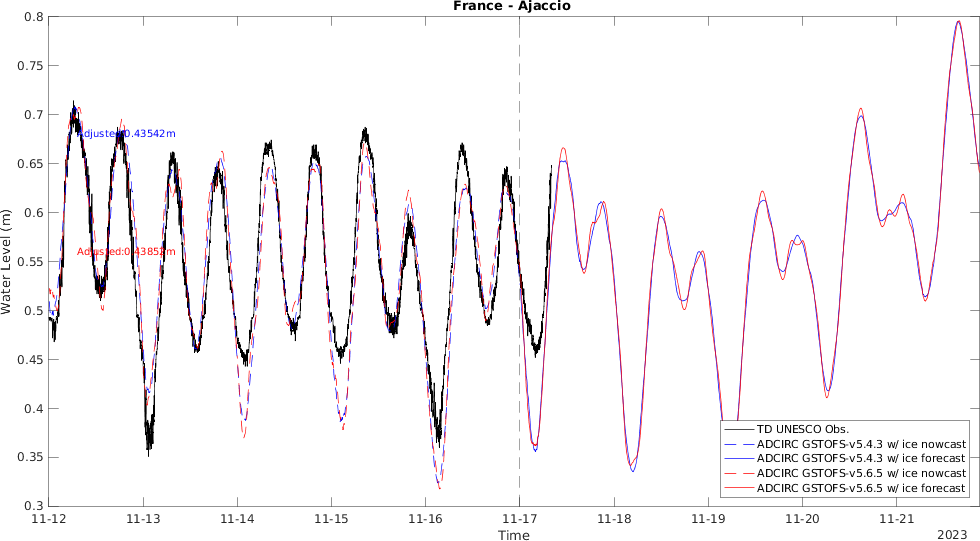 France - Ajaccio
0.8
0.75
0.7
0.65
0.6
0.55
0.5
0.45
0.4
0.35
0.3
Water Level (m)
Adjusted:0.43542m
Adjusted:0.43852m
TD UNESCO Obs.
ADCIRC GSTOFS-v5.4.3 w/ ice nowcast
ADCIRC GSTOFS-v5.4.3 w/ ice forecast
ADCIRC GSTOFS-v5.6.5 w/ ice nowcast
ADCIRC GSTOFS-v5.6.5 w/ ice forecast
11-12 11-13 11-14 11-15 11-16 11-17 11-18 11-19 11-20 11-21
Time
2023